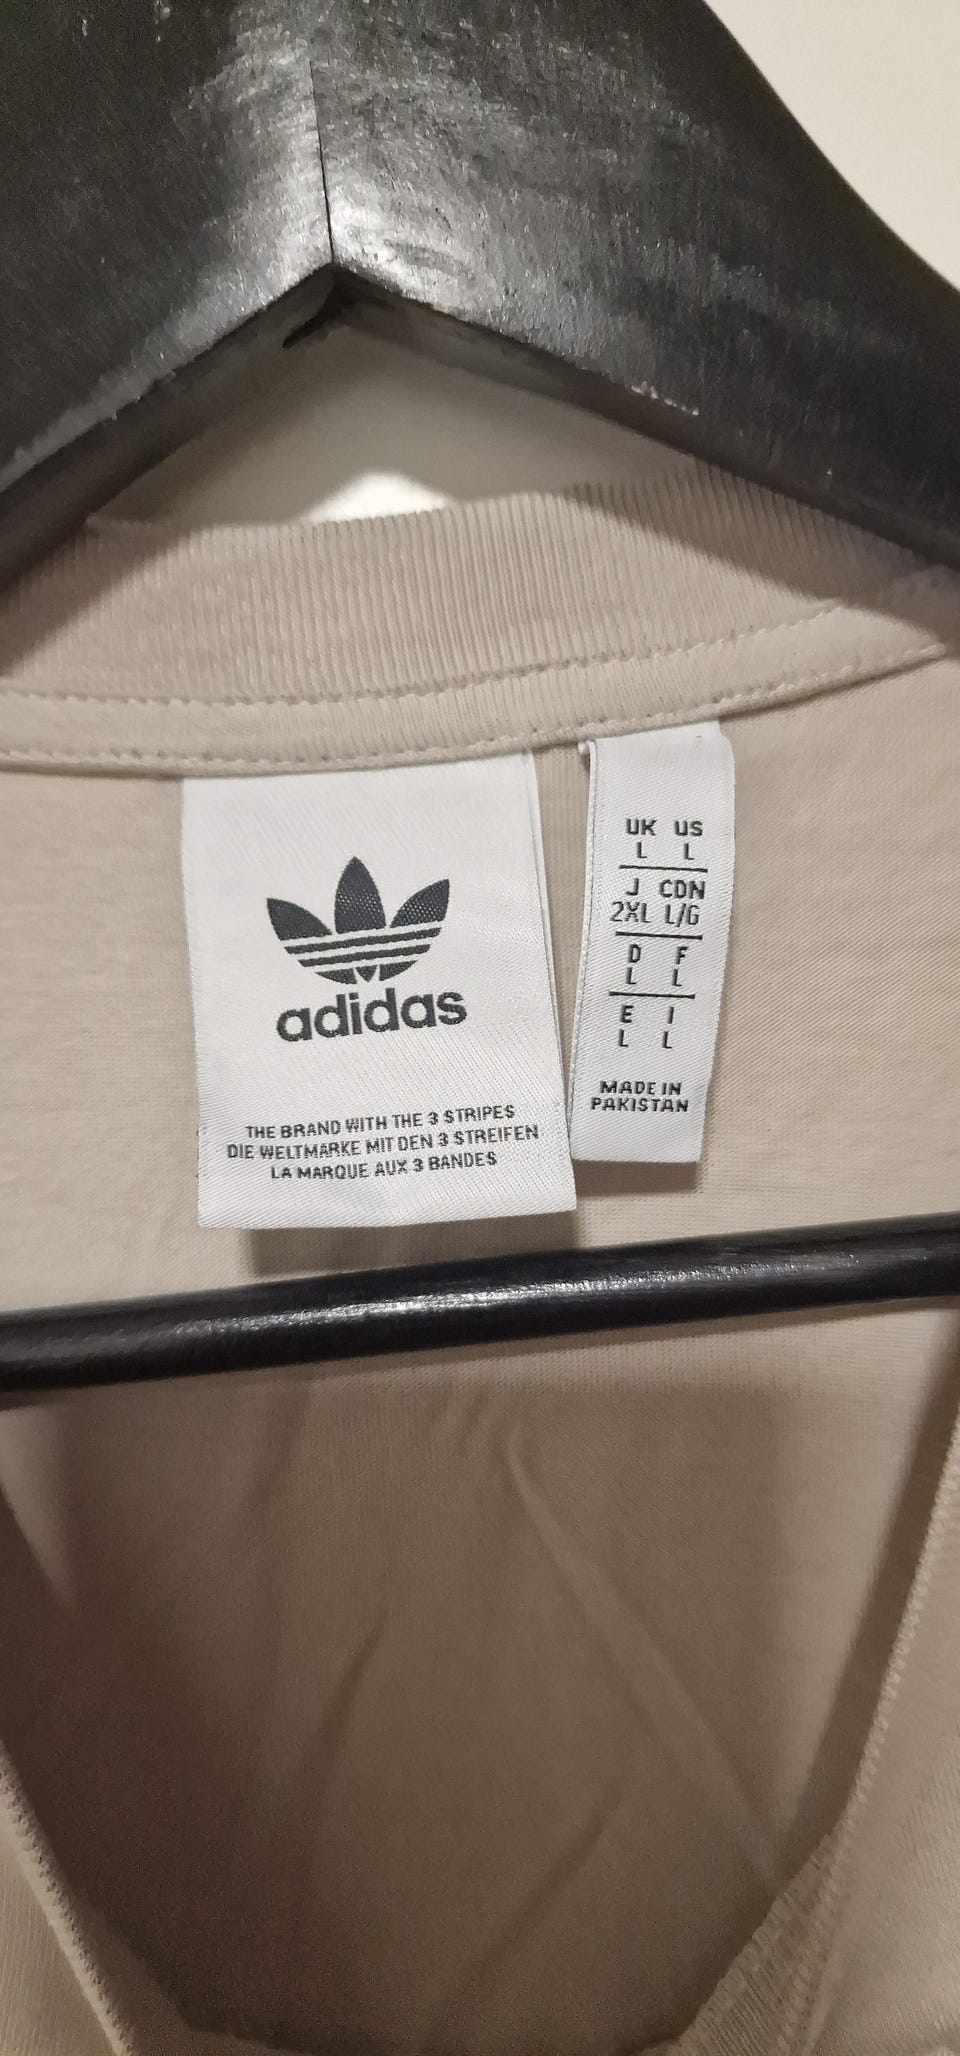 adidas
THE BRAND WITH THE 3 STRIPES
DIE WELTMARKE MIT DEN 3 STREIFEN
LA MARQUE AUX 3 BANDES
UK US
L L
J CDN
2XL L/G
D F
L L
E I
L L
MADE IN
PAKISTAN